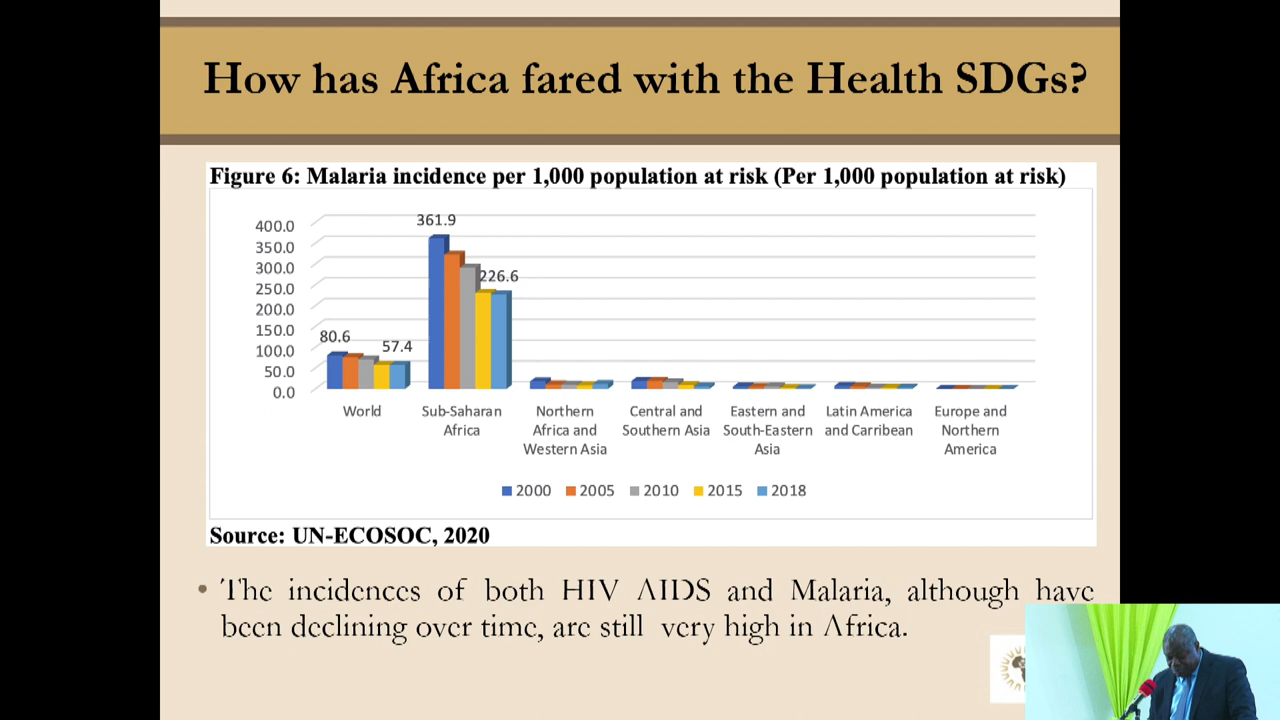 How has Africa fared with the Health SDGs?
Figure 6: Malaria incidence per 1,000 population at risk (Per 1,000 population at risk)
400.0
350.0
300.0
250.0
200.0
150.0
100.0
50.0
0.0
80.6
57.4
361.9
226.6
World
Sub-Saharan
Africa
Northern
Africa and
Western Asia
Central and
Southern Asia
Eastern and
South-Eastern
Asia
Latin America
and Carribean
Europe and
Northern
America
2000 2005 2010 2015 2018
Source: UN-ECOSOC, 2020
• The incidences of both HIV AIDS and Malaria, although have
been declining over time, are still very high in Africa.